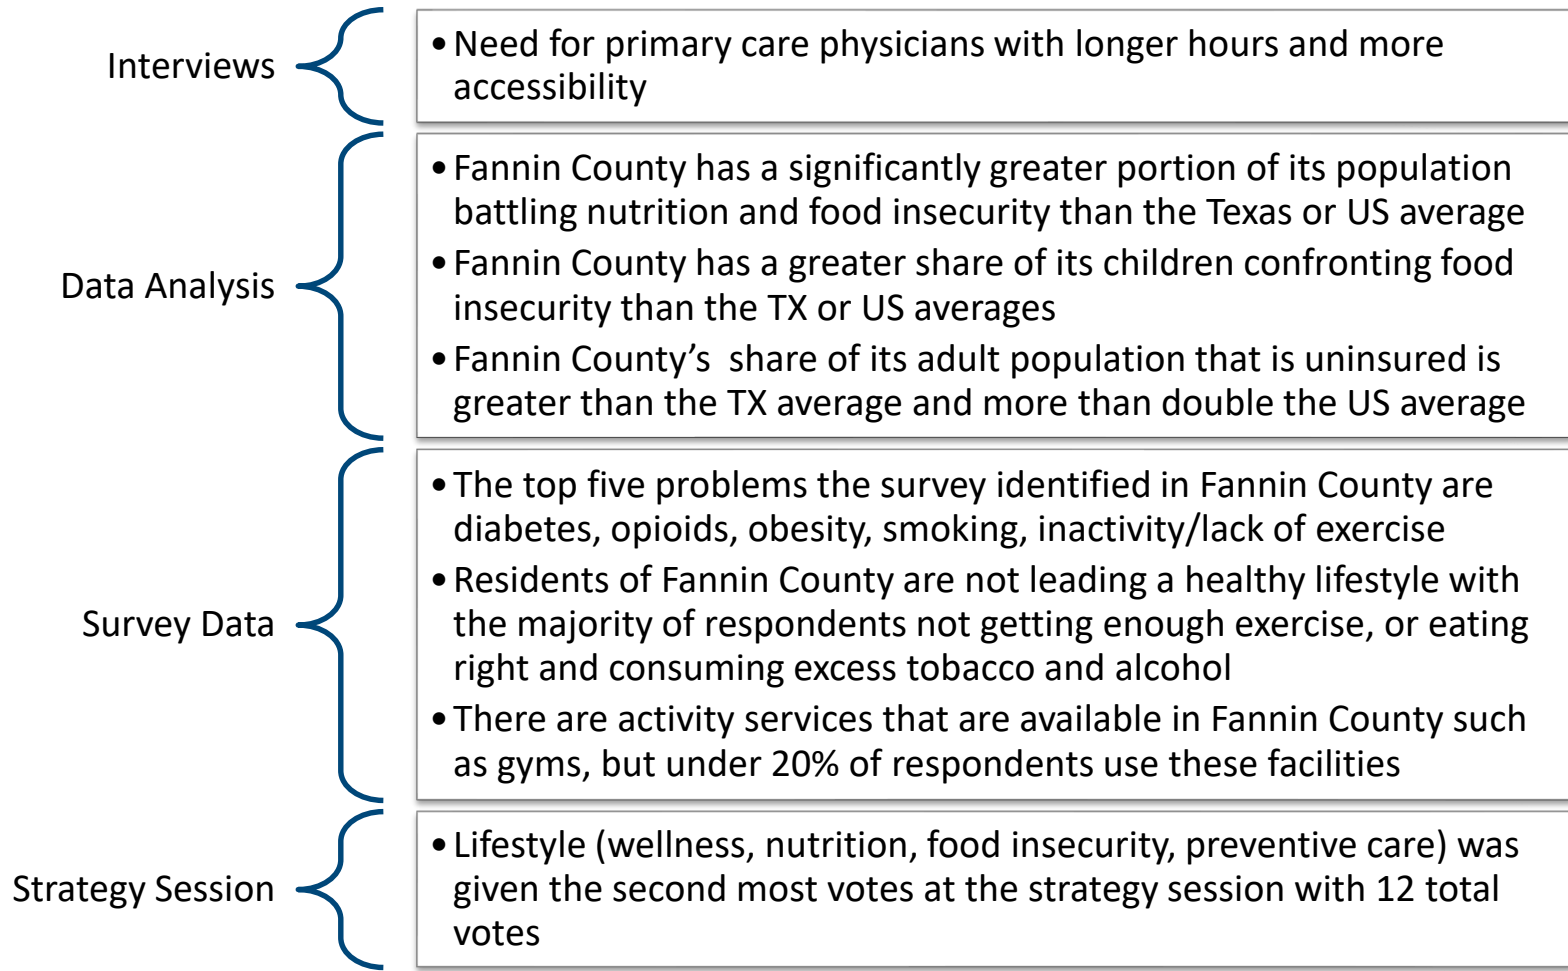 Interviews
• Need for primary care physicians with longer hours and more
accessibility
Data Analysis
• Fannin County has a significantly greater portion of its population
battling nutrition and food insecurity than the Texas or US average
• Fannin County has a greater share of its children confronting food
insecurity than the TX or US averages
• Fannin County’s  share of its adult population that is uninsured is
greater than the TX average and more than double the US average
Survey Data
• The top five problems the survey identified in Fannin County are
diabetes, opioids, obesity, smoking, inactivity/lack of exercise
• Residents of Fannin County are not leading a healthy lifestyle with
the majority of respondents not getting enough exercise, or eating
right and consuming excess tobacco and alcohol
• There are activity services that are available in Fannin County such
as gyms, but under 20% of respondents use these facilities
Strategy Session
• Lifestyle (wellness, nutrition, food insecurity, preventive care) was
given the second most votes at the strategy session with 12 total
votes